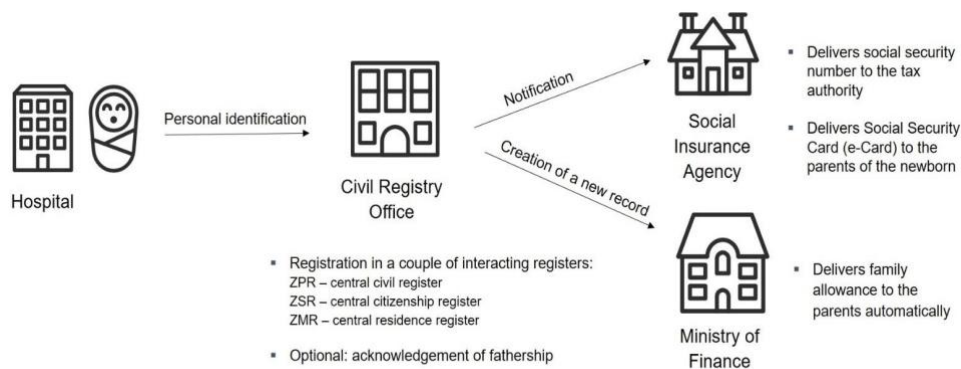 Hospital
Personal identification
Civil Registry
Office
▪ Registration in a couple of interacting registers:
ZPR – central civil register
ZSR – central citizenship register
ZMR – central residence register
▪ Optional: acknowledgement of fathership
Notification
Creation of a new record
Social
Insurance
Agency
▪ Delivers social security
number to the tax
authority
▪ Delivers Social Security
Card (e-Card) to the
parents of the newborn
Ministry of
Finance
▪ Delivers family
allowance to the
parents automatically